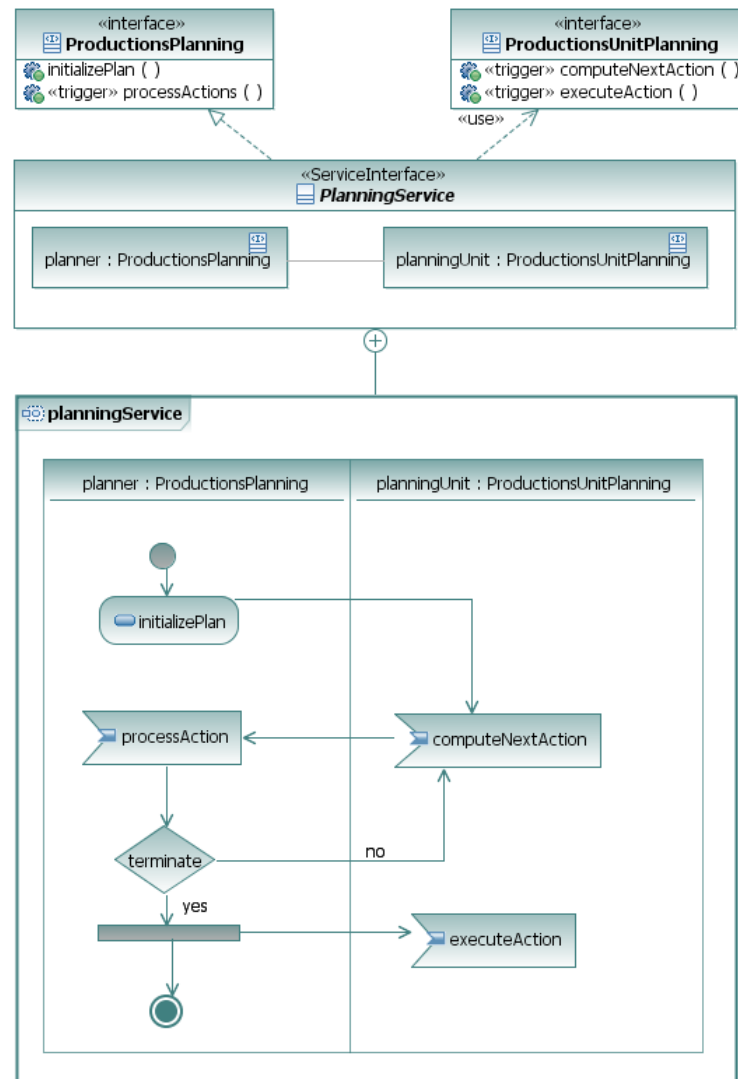 «interface»
ProductionsPlanning
initializePlan ( )
«trigger» processActions ( )
«interface»
ProductionsUnitPlanning
«trigger» computeNextAction ( )
«trigger» executeAction ( )
«use»
«ServiceInterface»
PlanningService
planner : ProductionsPlanning
planningUnit : ProductionsUnitPlanning
planningService
planner : ProductionsPlanning
planningUnit : ProductionsUnitPlanning
initializePlan
processAction
computeNextAction
terminate
no
yes
executeAction